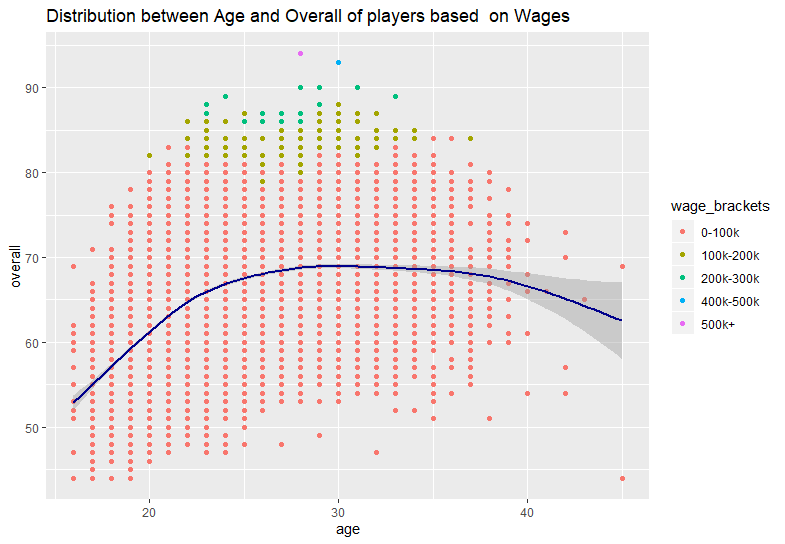 Distribution between Age and Overall of players based  on Wages
90
80
70
60
50
overall
20 30 40
age
wage_brackets
0-100k
100k-200k
200k-300k
400k-500k
500k+